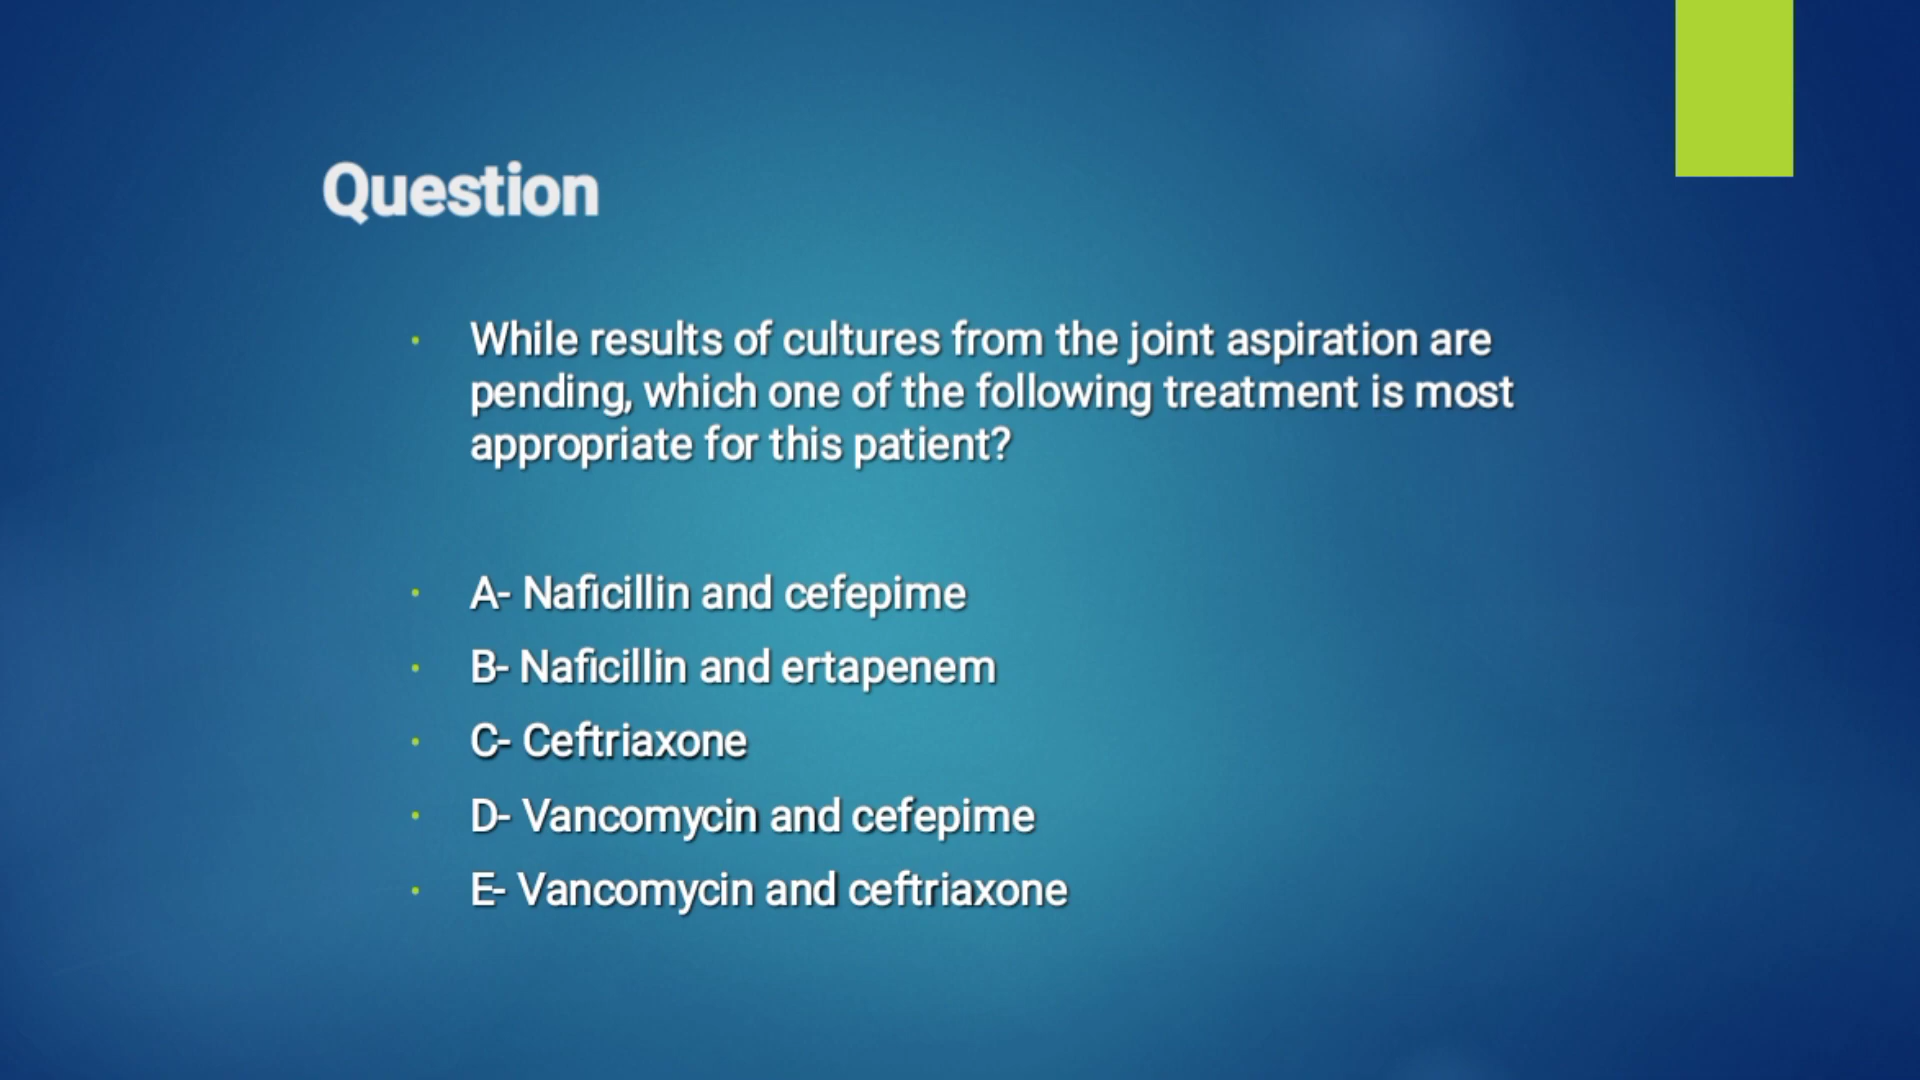 Question
While results of cultures from the joint aspiration are
pending, which one of the following treatment is most
appropriate for this patient?
A- Naficillin and cefepime
B- Naficillin and ertapenem
C- Ceftriaxone
D- Vancomycin and cefepime
E- Vancomycin and ceftriaxone